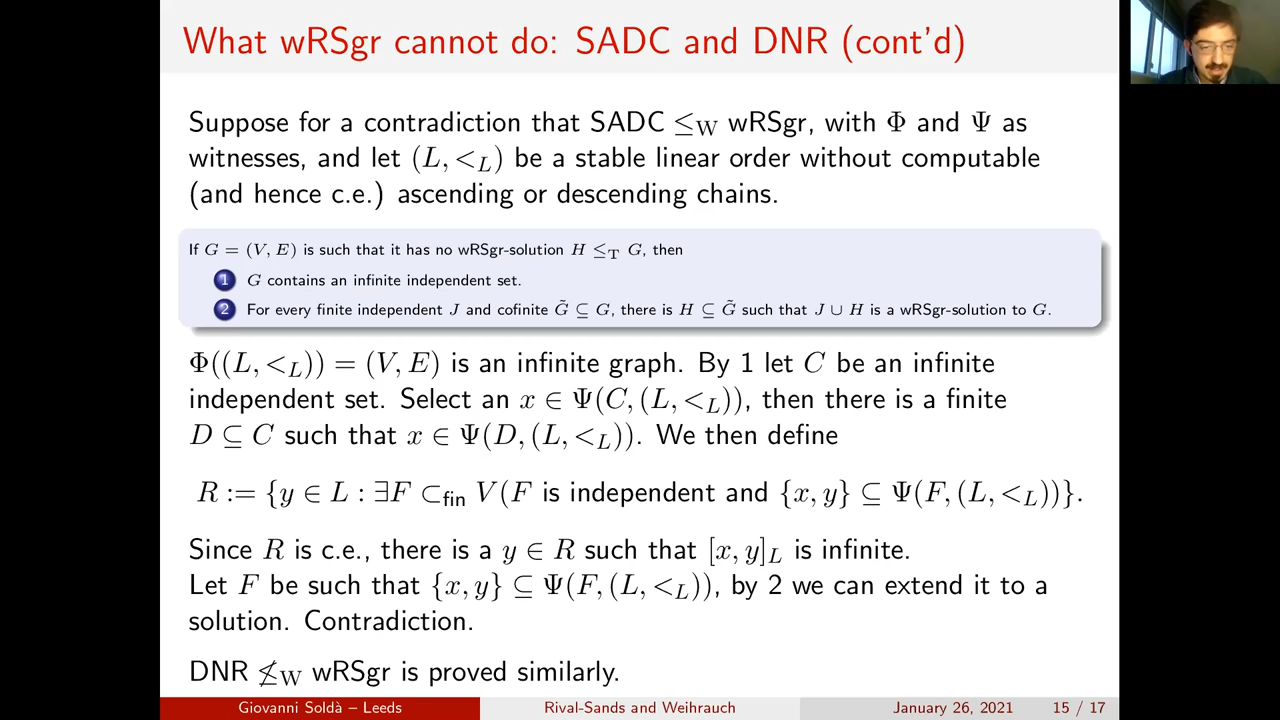 What wRSgr cannot do: SADC and DNR (cont'd)
Suppose for a contradiction that SADC ≤_W wRSgr, with Φ and Ψ as
witnesses, and let (L, <_L) be a stable linear order without computable
(and hence c.e.) ascending or descending chains.
If G = (V, E) is such that it has no wRSgr-solution H ≤_T G, then
1 G contains an infinite independent set.
2 For every finite independent J and cofinite G̃ ⊆ G, there is H ⊆ G̃ such that J ∪ H is a wRSgr-solution to G.
Φ((L, <_L)) = (V, E) is an infinite graph. By 1 let C be an infinite
independent set. Select an x ∈ Ψ(C, (L, <_L)), then there is a finite
D ⊆ C such that x ∈ Ψ(D, (L, <_L)). We then define
R := {y ∈ L : ∃F ⊂_fin V(F is independent and {x, y} ⊆ Ψ(F, (L, <_L))}.
Since R is c.e., there is a y ∈ R such that [x, y]_L is infinite.
Let F be such that {x, y} ⊆ Ψ(F, (L, <_L)), by 2 we can extend it to a
solution. Contradiction.
DNR ≰_W wRSgr is proved similarly.
Giovanni Soldà – Leeds
Rival-Sands and Weihrauch
January 26, 2021
15 / 17